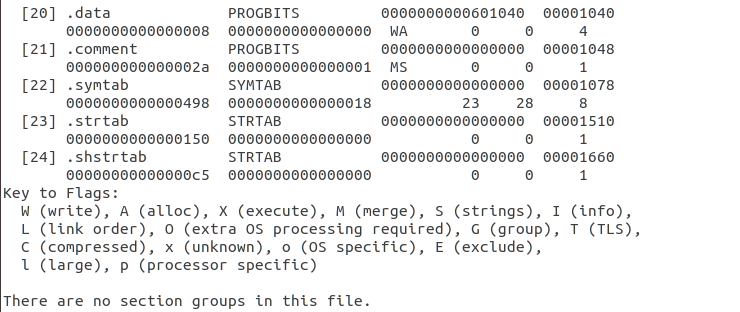 [20] .data PROGBITS 0000000000601040 00001040
0000000000000008 0000000000000000 WA 0 0 4
[21] .comment PROGBITS 0000000000000000 00001048
000000000000002a 0000000000000001 MS 0 0 1
[22] .symtab SYMTAB 0000000000000000 00001078
0000000000000498 0000000000000018 23 28 8
[23] .strtab STRTAB 0000000000000000 00001510
0000000000000150 0000000000000000 0 0 1
[24] .shstrtab STRTAB 0000000000000000 00001660
00000000000000c5 0000000000000000 0 0 1
Key to Flags:
W (write), A (alloc), X (execute), M (merge), S (strings), I (info),
L (link order), O (extra OS processing required), G (group), T (TLS),
C (compressed), x (unknown), o (OS specific), E (exclude),
l (large), p (processor specific)
There are no section groups in this file.